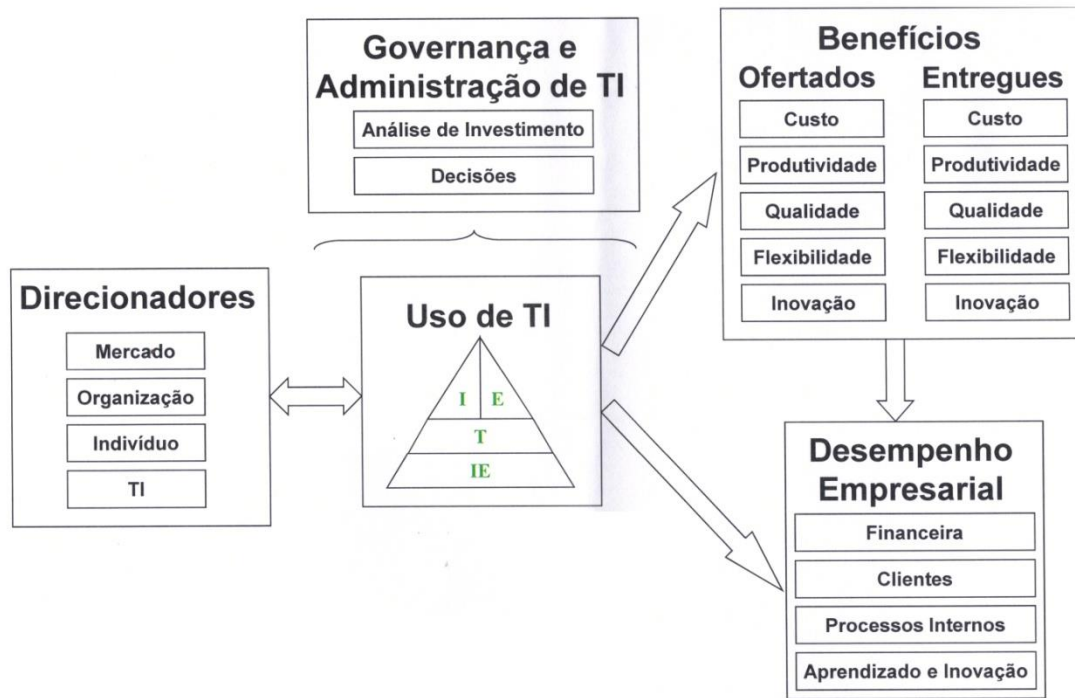 Governança e
Administração de TI
Análise de Investimento
Decisões
Benefícios
Ofertados
Entregues
Custo
Custo
Produtividade
Produtividade
Qualidade
Qualidade
Flexibilidade
Flexibilidade
Inovação
Inovação
Direcionadores
Mercado
Organização
Indivíduo
TI
Uso de TI
I E
T
IE
Desempenho
Empresarial
Financeira
Clientes
Processos Internos
Aprendizado e Inovação